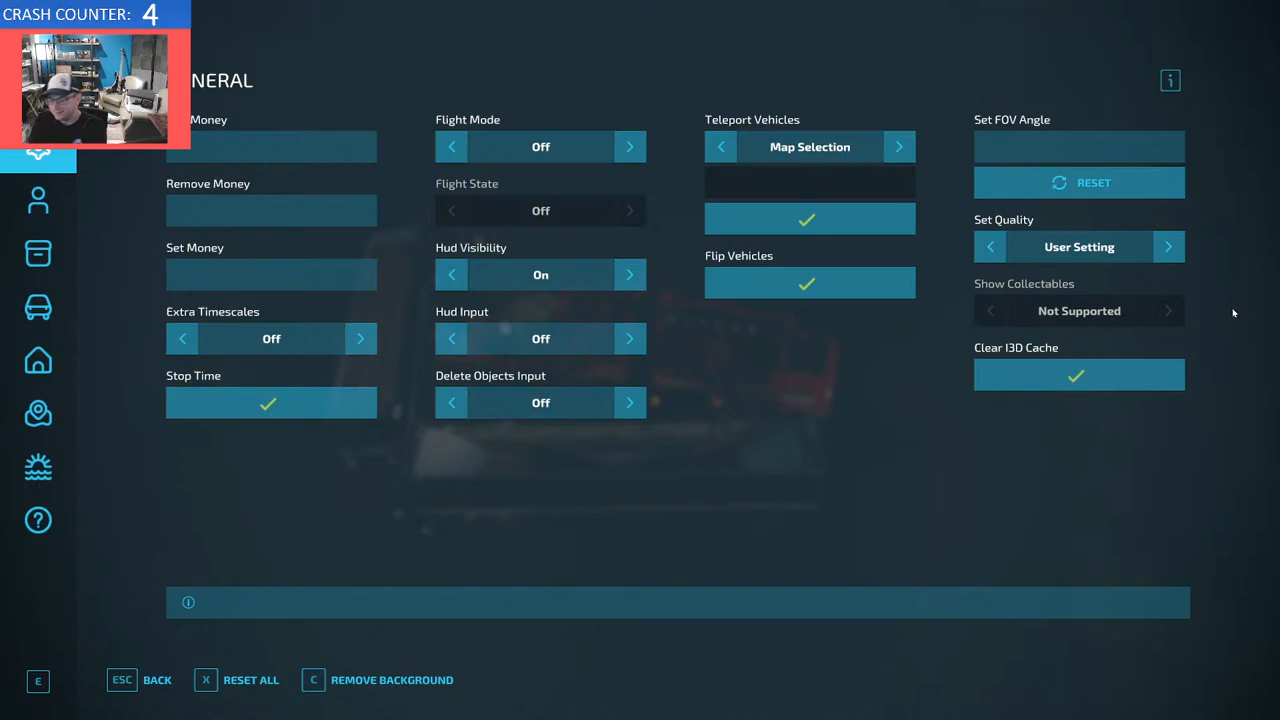 CRASH COUNTER: 4
NERAL
Money
Remove Money
Set Money
Extra Timescales
Off
Stop Time
Flight Mode
Off
Flight State
Off
Hud Visibility
On
Hud Input
Off
Delete Objects Input
Off
Teleport Vehicles
Map Selection
Flip Vehicles
Set FOV Angle
RESET
Set Quality
User Setting
Show Collectables
Not Supported
Clear I3D Cache
E
ESC BACK
X RESET ALL
C REMOVE BACKGROUND